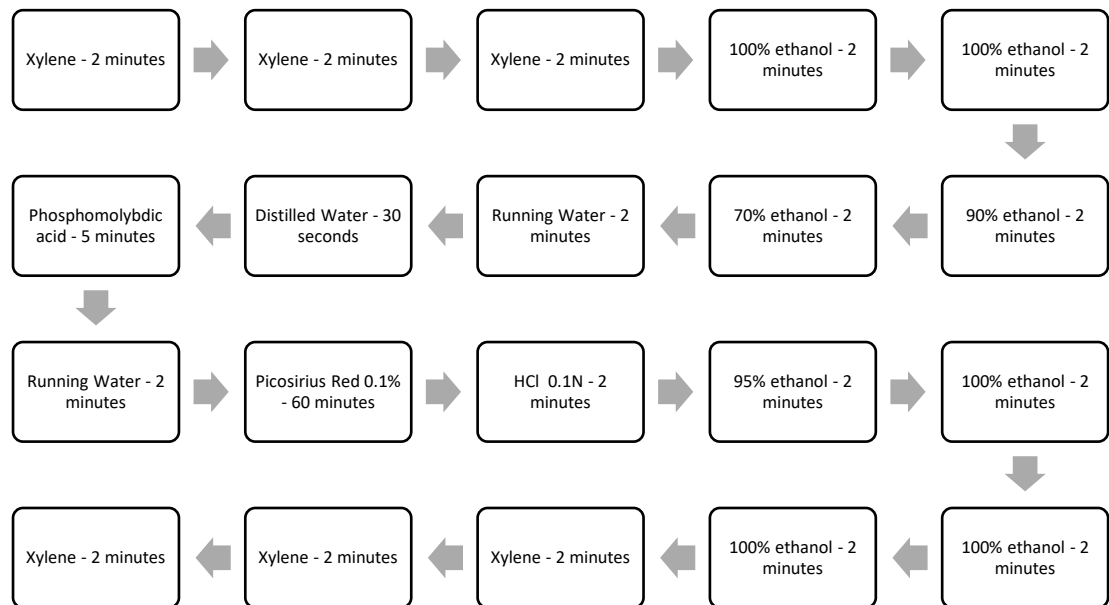 Xylene - 2 minutes
Xylene - 2 minutes
Xylene - 2 minutes
100% ethanol - 2
minutes
100% ethanol - 2
minutes
90% ethanol - 2
minutes
70% ethanol - 2
minutes
Running Water - 2
minutes
Distilled Water - 30
seconds
Phosphomolybdic
acid - 5 minutes
Running Water - 2
minutes
Picosirius Red 0.1%
- 60 minutes
HCl 0.1N - 2
minutes
95% ethanol - 2
minutes
100% ethanol - 2
minutes
100% ethanol - 2
minutes
100% ethanol - 2
minutes
Xylene - 2 minutes
Xylene - 2 minutes
Xylene - 2 minutes